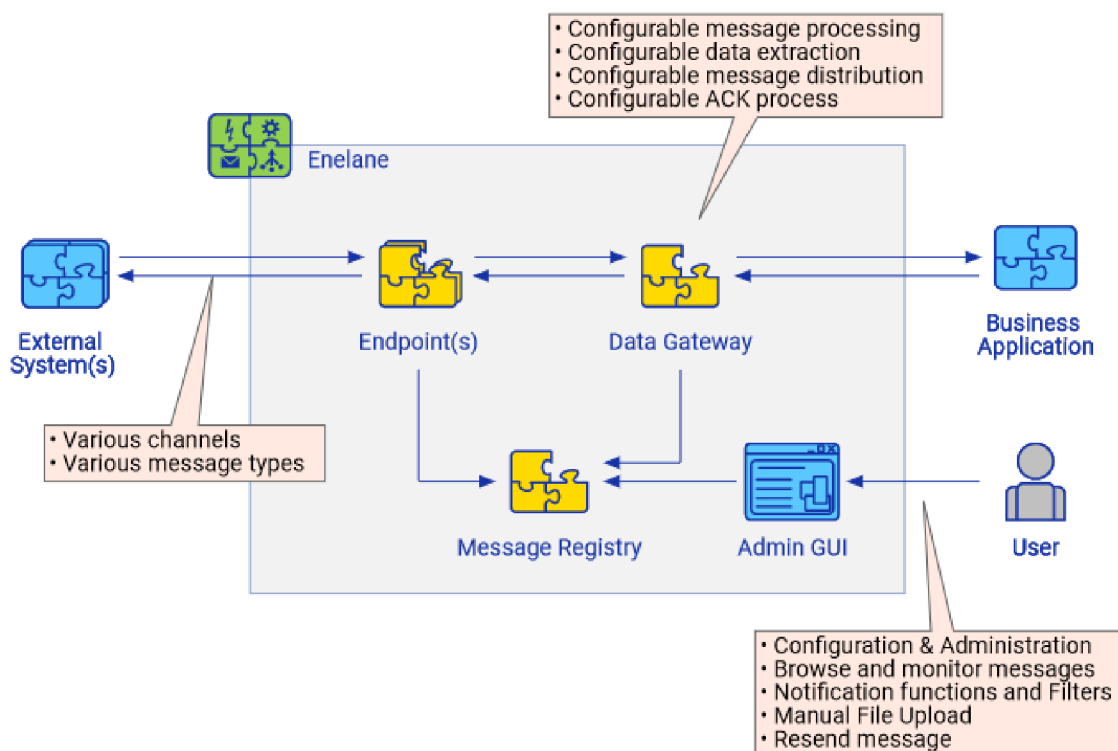 • Configurable message processing
• Configurable data extraction
• Configurable message distribution
• Configurable ACK process
Enelane
External
System(s)
Endpoint(s)
Data Gateway
Business
Application
• Various channels
• Various message types
Message Registry
Admin GUI
User
• Configuration & Administration
• Browse and monitor messages
• Notification functions and Filters
• Manual File Upload
• Resend message